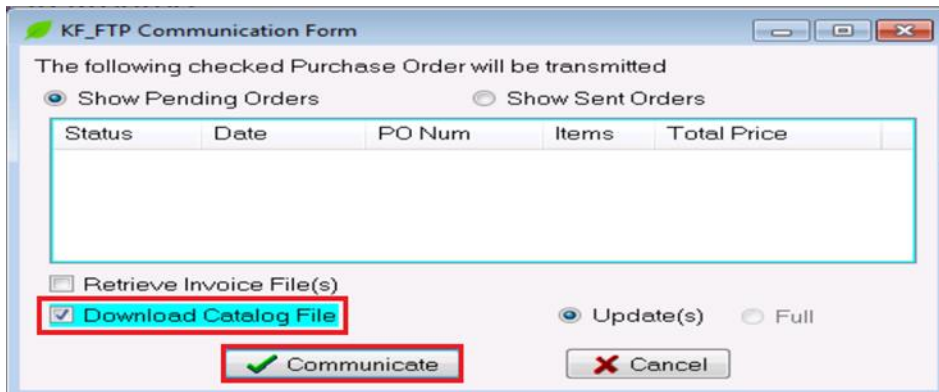 KF_FTP Communication Form
The following checked Purchase Order will be transmitted
Show Pending Orders Show Sent Orders
Status Date PO Num Items Total Price
Retrieve Invoice File(s)
Download Catalog File Update(s) Full
Communicate Cancel